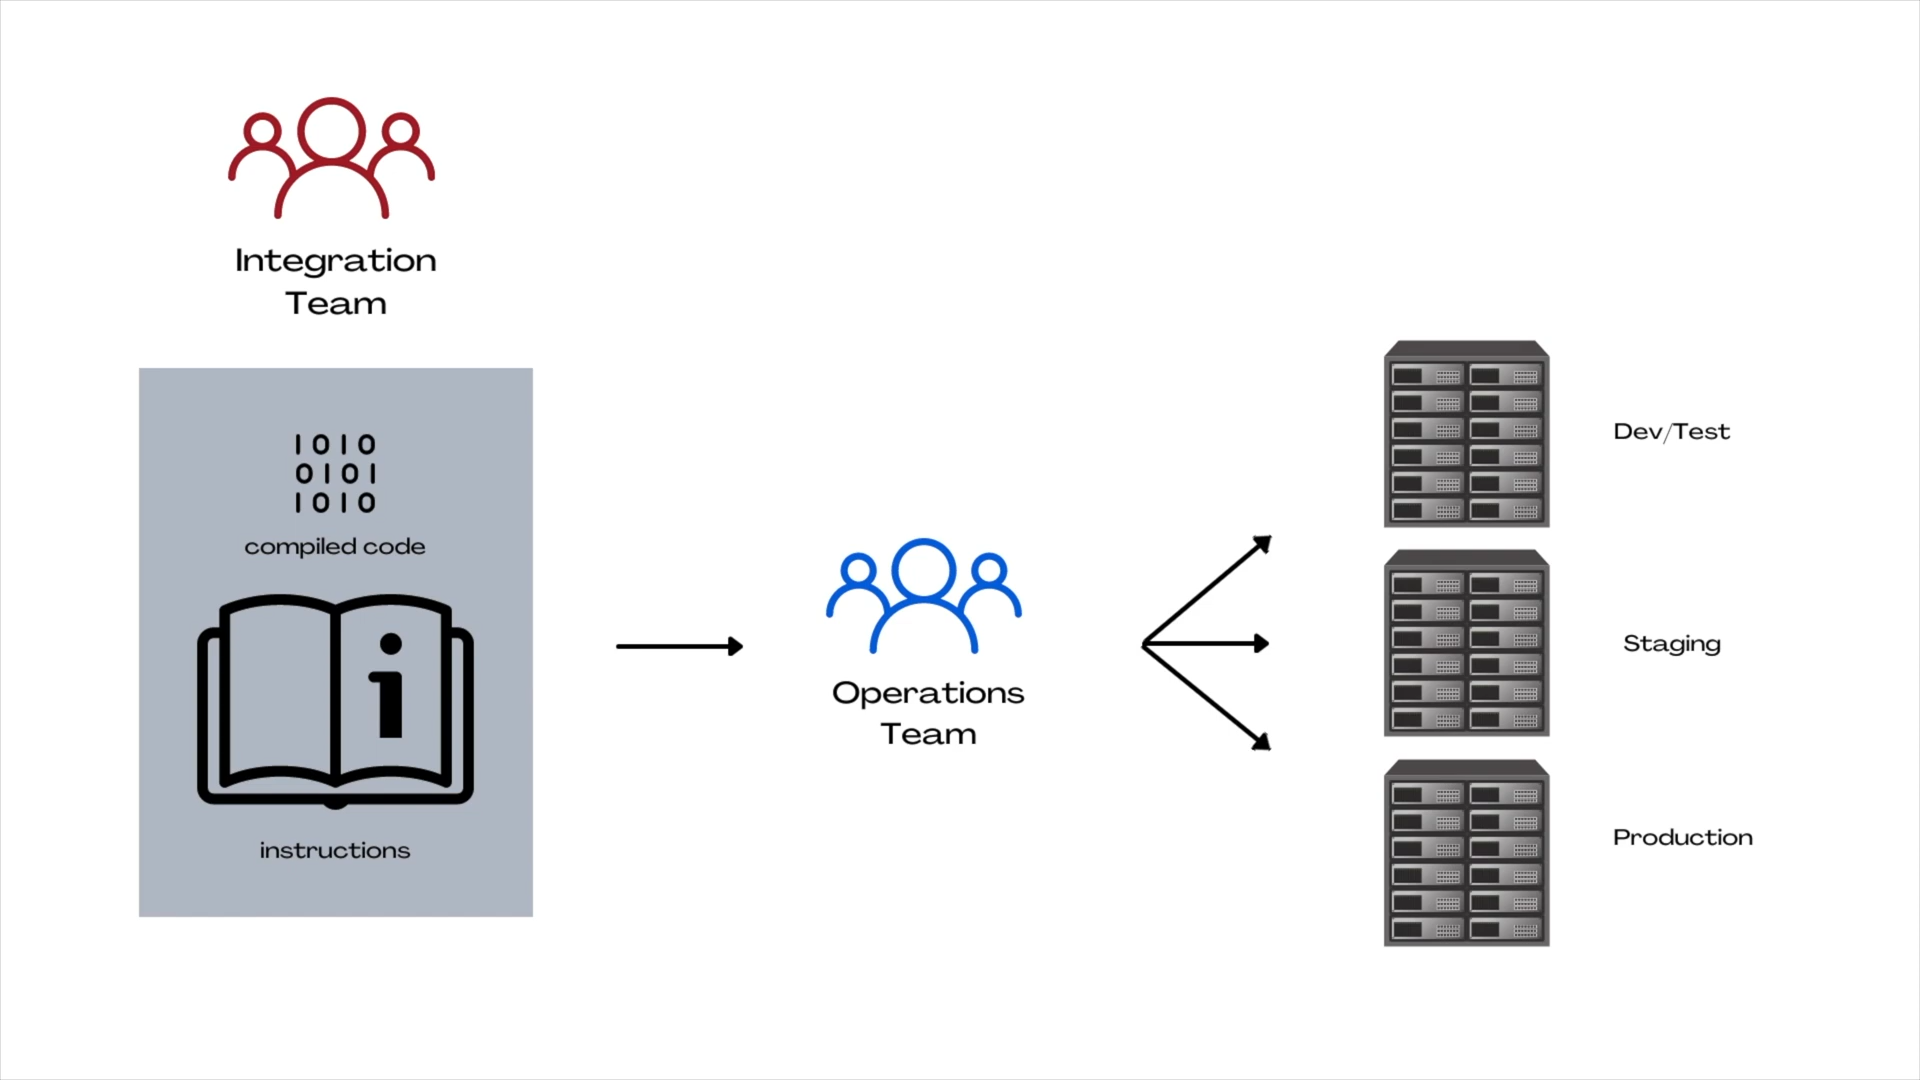 Integration
Team
1010
0101
1010
compiled code
i
instructions
Operations
Team
Dev/Test
Staging
Production